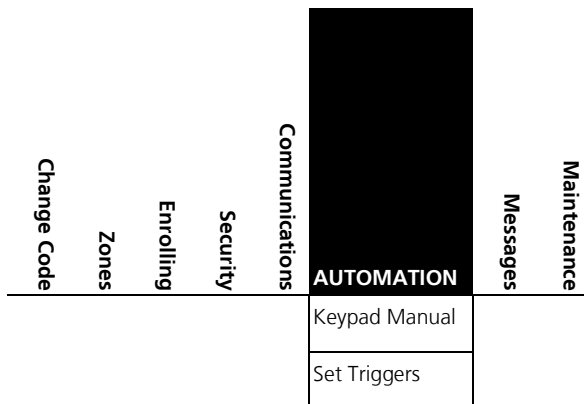 Change Code
Zones
Enrolling
Security
Communications
AUTOMATION
Messages
Maintenance
Keypad Manual
Set Triggers